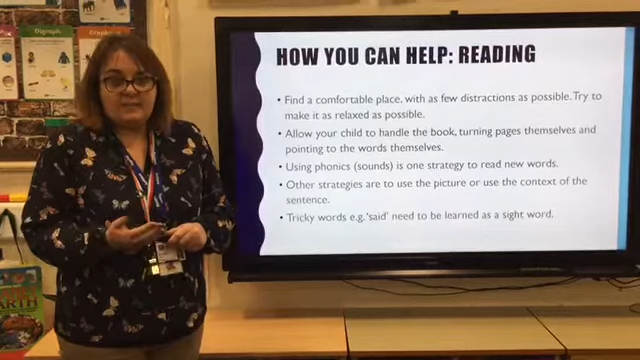 Digraph
HOW YOU CAN HELP: READING
• Find a comfortable place, with as few distractions as possible. Try to
make it as relaxed as possible.
• Allow your child to handle the book, turning pages themselves and
pointing to the words themselves.
• Using phonics (sounds) is one strategy to read new words.
• Other strategies are to use the picture or use the context of the
sentence.
• Tricky words e.g. 'said' need to be learned as a sight word.
EARTH